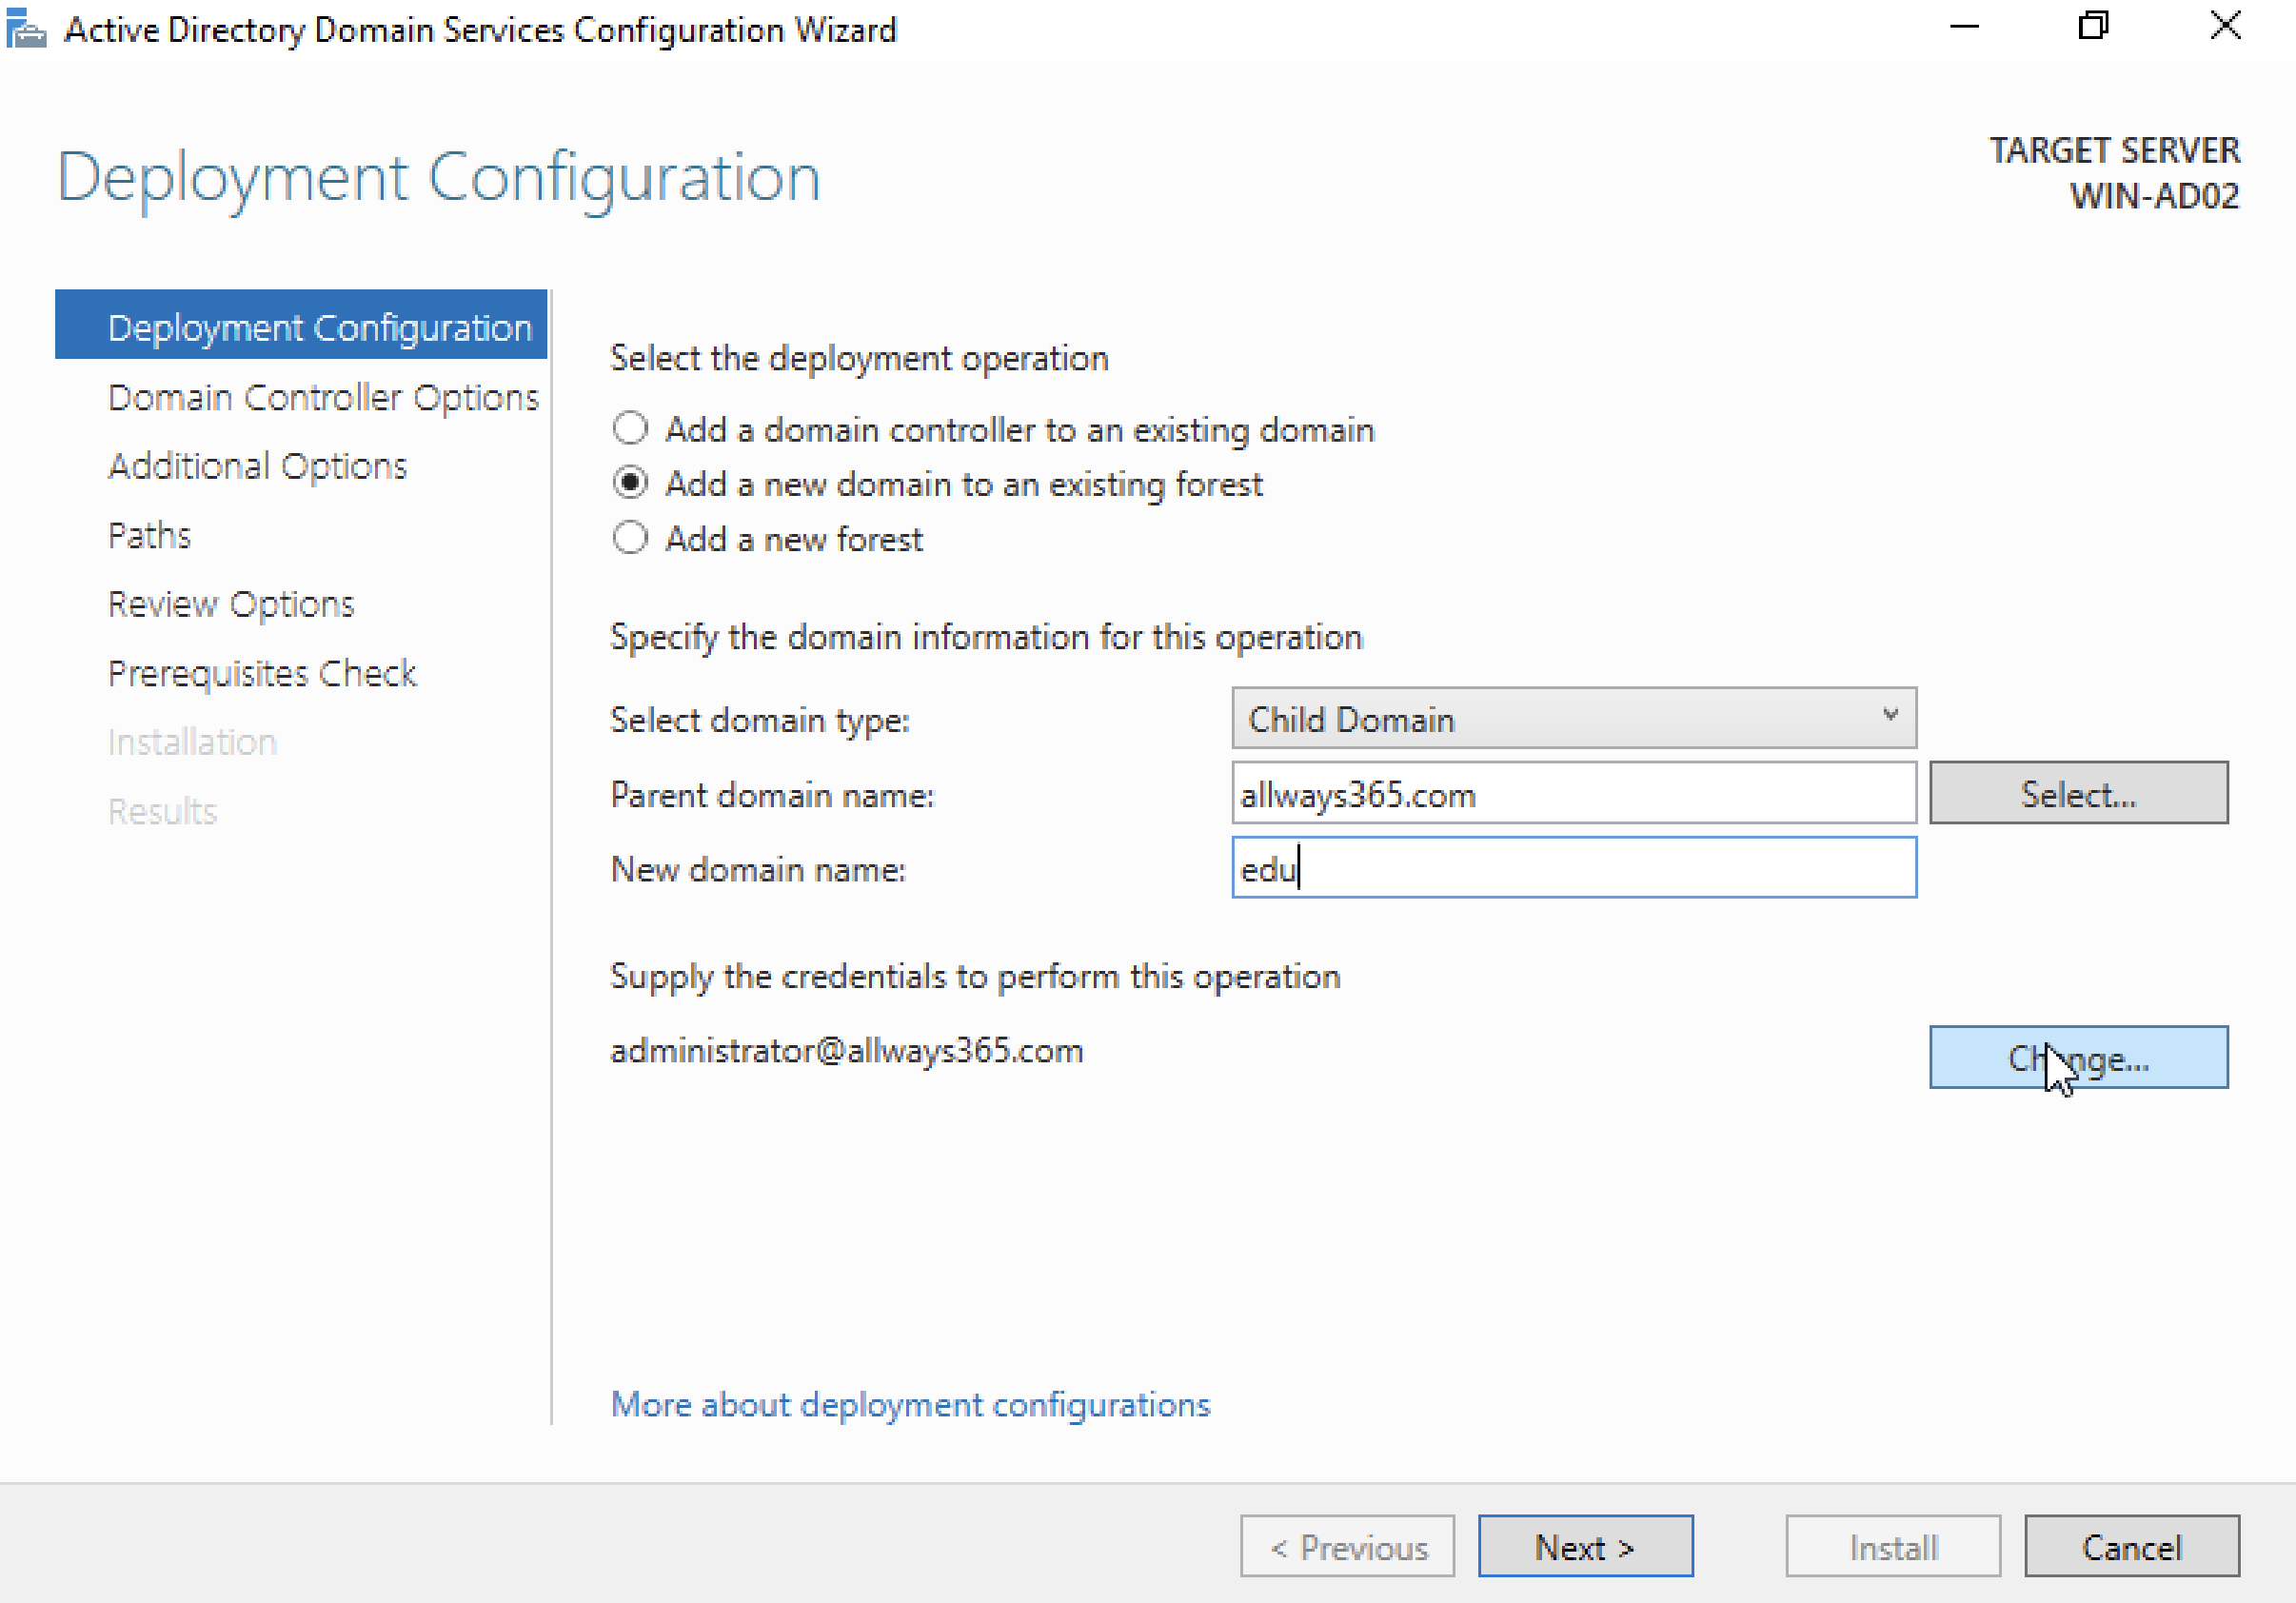 Active Directory Domain Services Configuration Wizard
Deployment Configuration
TARGET SERVER
WIN-AD02
Deployment Configuration
Domain Controller Options
Additional Options
Paths
Review Options
Prerequisites Check
Installation
Results
Select the deployment operation
Add a domain controller to an existing domain
Add a new domain to an existing forest
Add a new forest
Specify the domain information for this operation
Select domain type: Child Domain
Parent domain name: allways365.com Select...
New domain name: edu
Supply the credentials to perform this operation
administrator@allways365.com Change...
More about deployment configurations
< Previous Next > Install Cancel